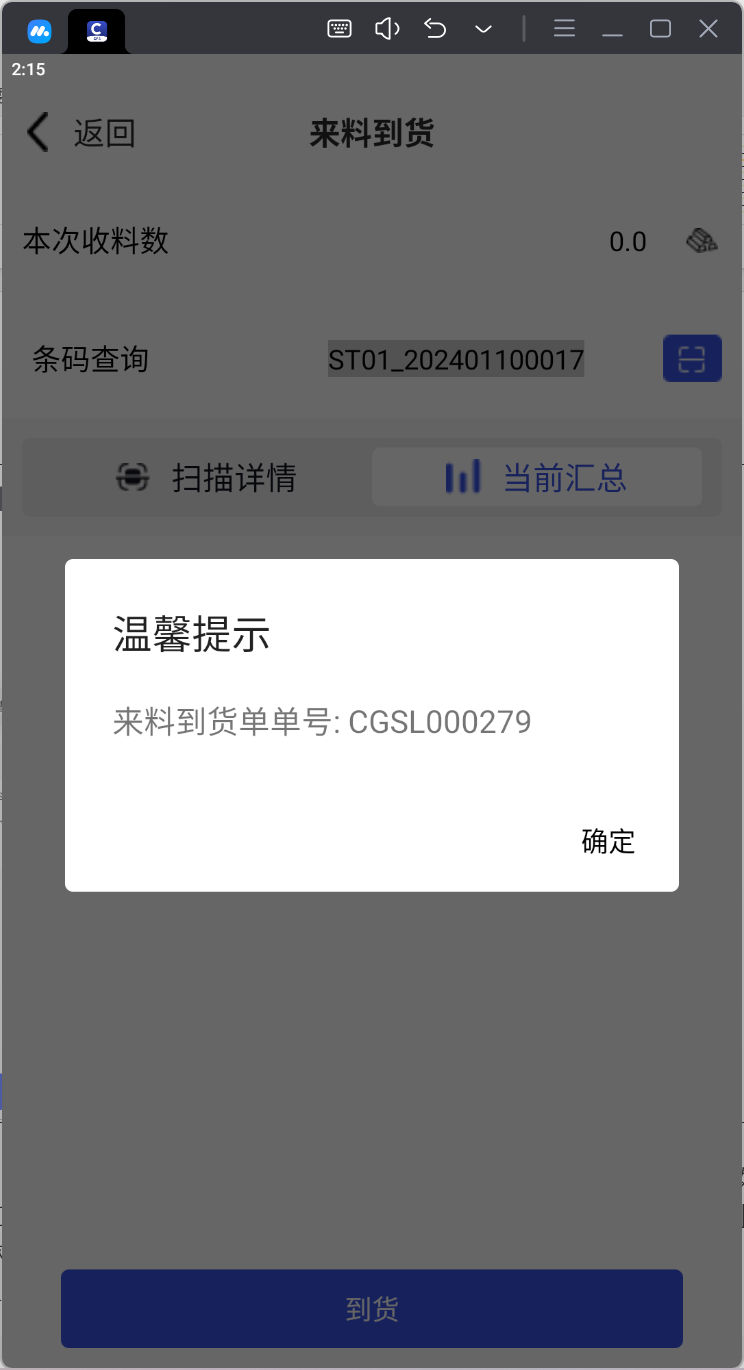 2:15
返回
来料到货
本次收料数
0.0
条码查询
ST01_202401100017
扫描详情
当前汇总
温馨提示
来料到货单单号: CGSL000279
确定
到货